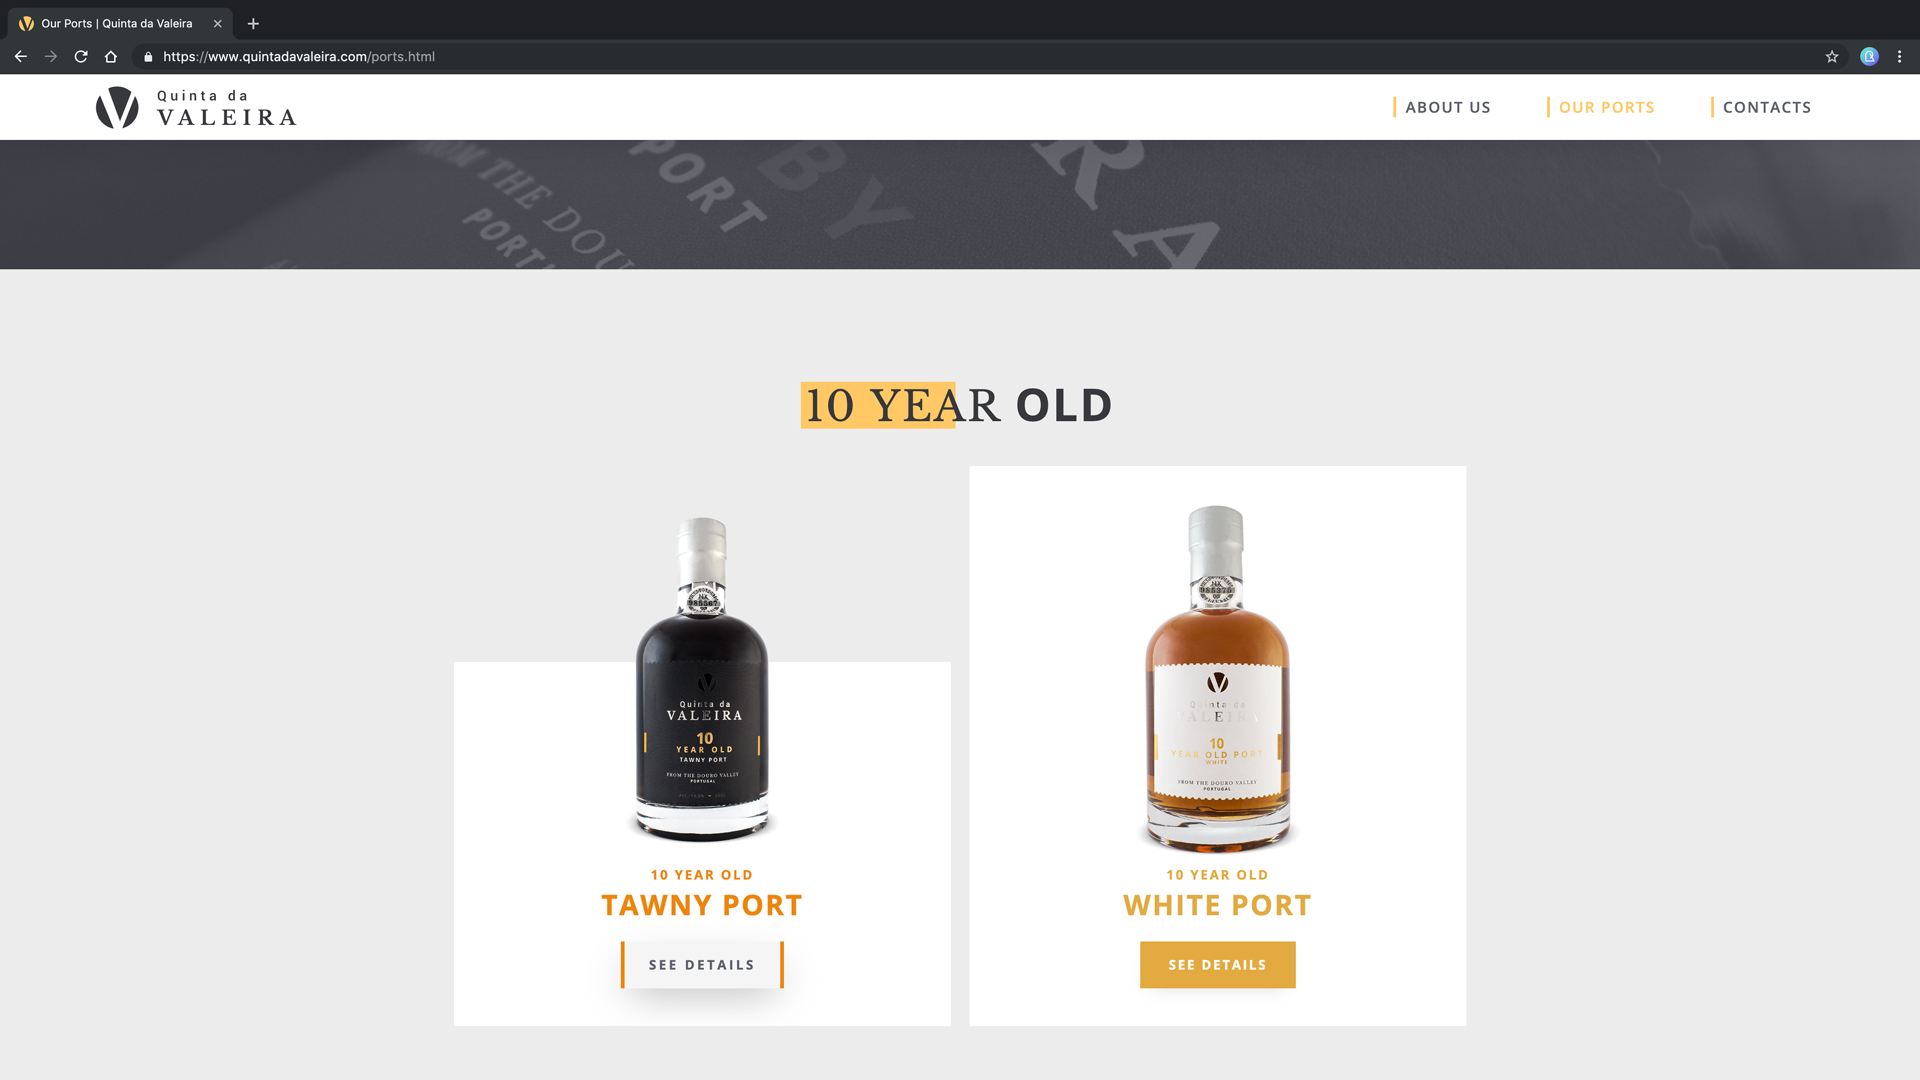 Our Ports | Quinta da Valeira
https://www.quintadavaleira.com/ports.html
Quinta da
VALEIRA
ABOUT US
OUR PORTS
CONTACTS
FROM THE DOU
PORT
PORT
BY
RA
10 YEAR OLD
985567
Quinta da
VALEIRA
10
YEAR OLD
TAWNY PORT
FROM THE DOURO VALLEY
PORTUGAL
985375
Quinta da
VALEIRA
10
YEAR OLD PORT
WHITE
FROM THE DOURO VALLEY
PORTUGAL
10 YEAR OLD
TAWNY PORT
SEE DETAILS
10 YEAR OLD
WHITE PORT
SEE DETAILS